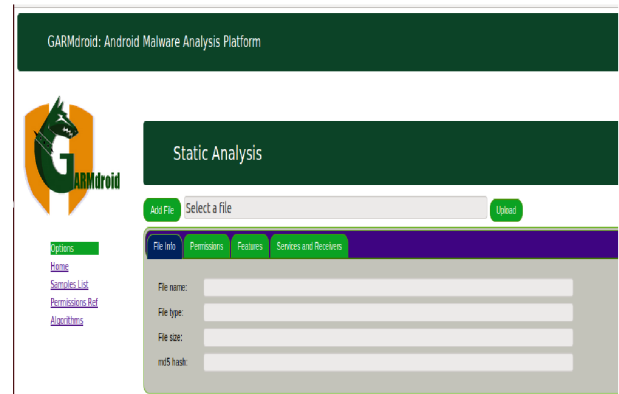 GARMdroid: Android Malware Analysis Platform
GARMdroid
Static Analysis
Add File Select a file Upload
Options
Home
Samples List
Permissions Ref
Algorithms
File Info Permissions Features Services and Receivers
File name:
File type:
File size:
md5 hash: